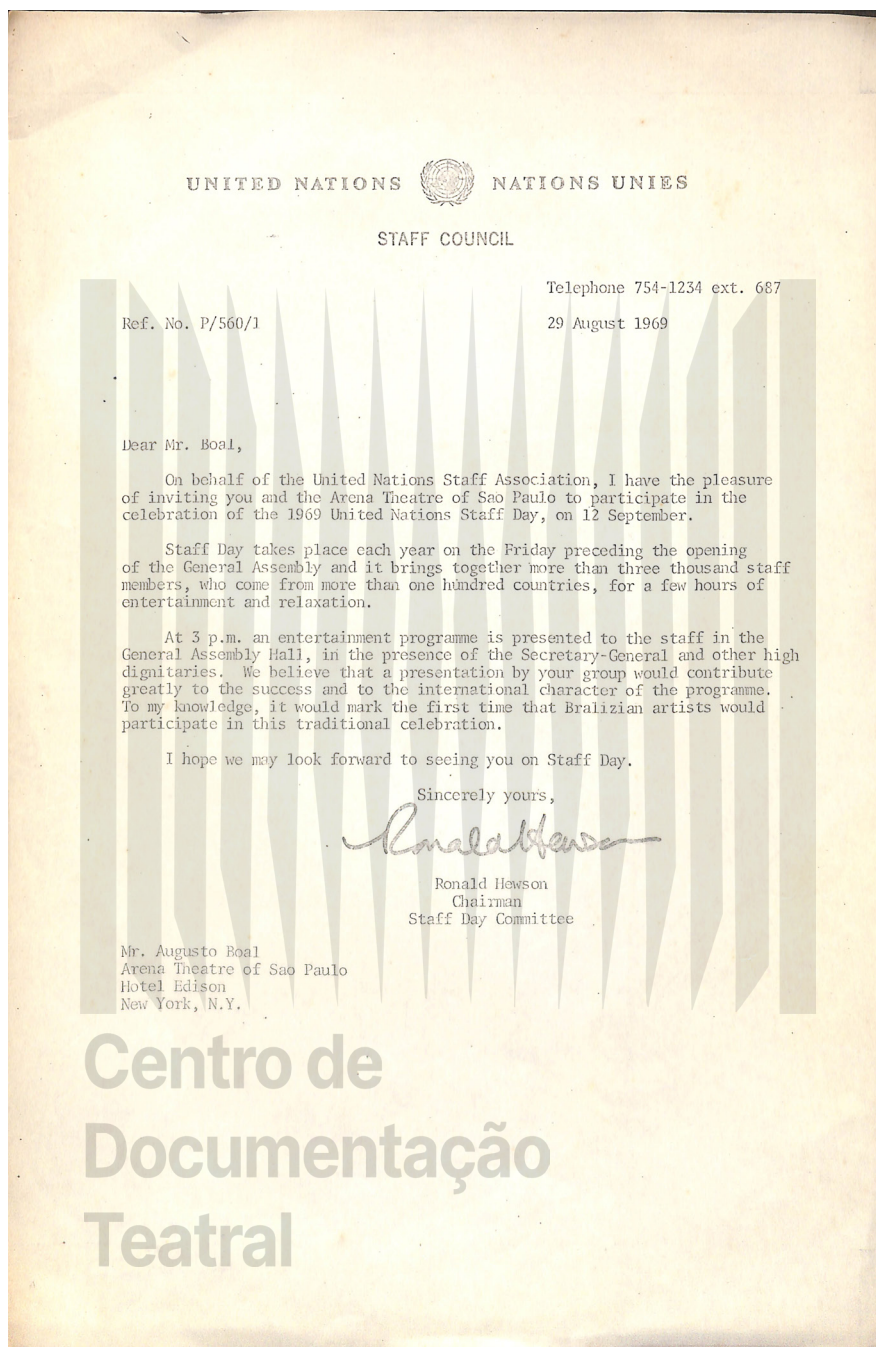 UNITED NATIONS NATIONS UNIES
STAFF COUNCIL
Telephone 754-1234 ext. 687
Ref. No. P/560/1 29 August 1969
Dear Mr. Boal,
On behalf of the United Nations Staff Association, I have the pleasure
of inviting you and the Arena Theatre of Sao Paulo to participate in the
celebration of the 1969 United Nations Staff Day, on 12 September.
Staff Day takes place each year on the Friday preceding the opening
of the General Assembly and it brings together more than three thousand staff
members, who come from more than one hundred countries, for a few hours of
entertainment and relaxation.
At 3 p.m. an entertainment programme is presented to the staff in the
General Assembly Hall, in the presence of the Secretary-General and other high
dignitaries. We believe that a presentation by your group would contribute
greatly to the success and to the international character of the programme.
To my knowledge, it would mark the first time that Bralizian artists would
participate in this traditional celebration.
I hope we may look forward to seeing you on Staff Day.
Sincerely yours,
Ronald Hewson
Ronald Hewson
Chairman
Staff Day Committee
Mr. Augusto Boal
Arena Theatre of Sao Paulo
Hotel Edison
New York, N.Y.
Centro de
Documentação
Teatral